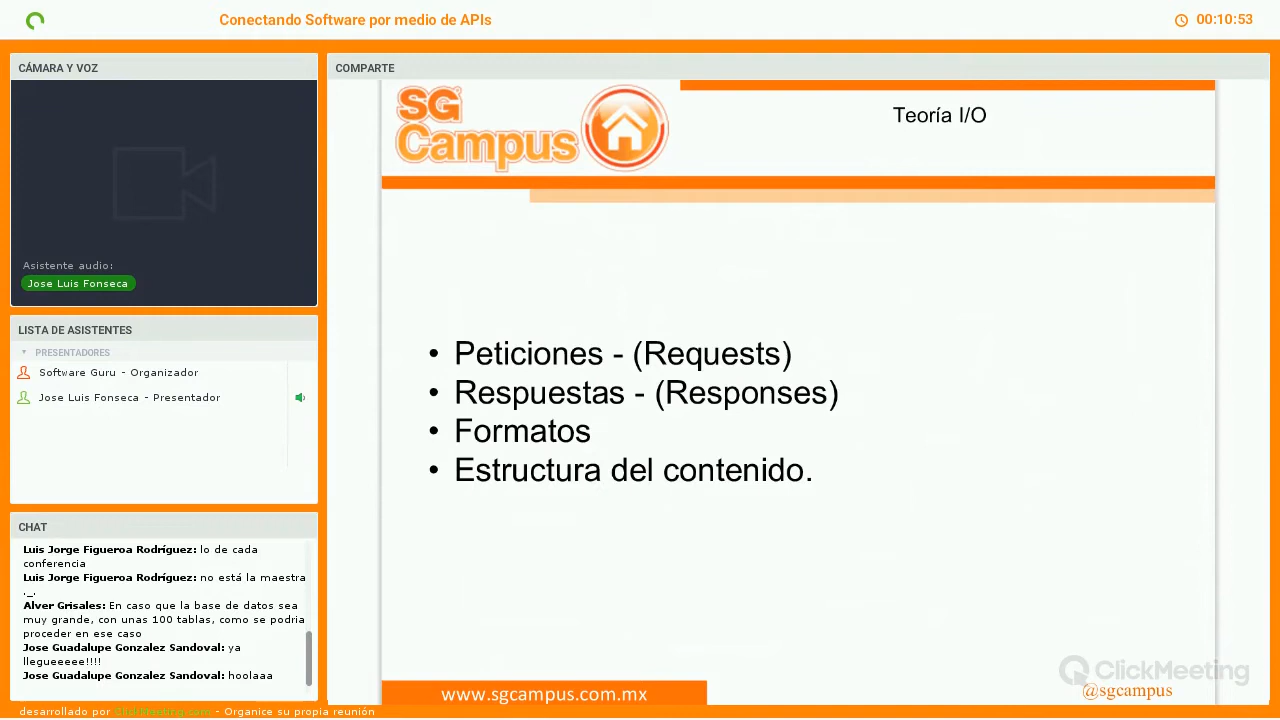 Conectando Software por medio de APIs
00:10:53
CÁMARA Y VOZ
Asistente audio:
Jose Luis Fonseca
LISTA DE ASISTENTES
PRESENTADORES
Software Guru - Organizador
Jose Luis Fonseca - Presentador
CHAT
Luis Jorge Figueroa Rodríguez: lo de cada
conferencia
Luis Jorge Figueroa Rodríguez: no está la maestra
._.
Alver Grisales: En caso que la base de datos sea
muy grande, con unas 100 tablas, como se podria
proceder en ese caso
Jose Guadalupe Gonzalez Sandoval: ya
llegueeeee!!!!
Jose Guadalupe Gonzalez Sandoval: hoolaaa
COMPARTE
SG
Campus
Teoría I/O
• Peticiones - (Requests)
• Respuestas - (Responses)
• Formatos
• Estructura del contenido.
www.sgcampus.com.mx
ClickMeeting
@sgcampus
desarrollado por ClickMeeting.com - Organice su propia reunión